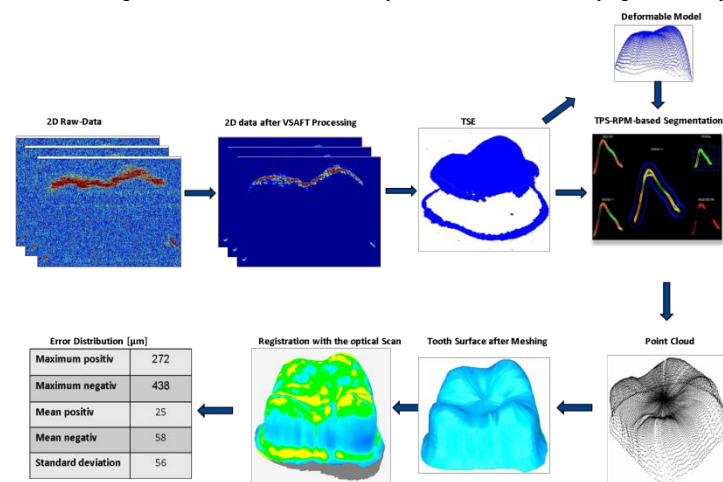 Deformable Model
2D Raw-Data
2D data after VSAFT Processing
TSE
TPS-RPM-based Segmentation
Error Distribution [µm]
Maximum positiv 272
Maximum negativ 438
Mean positiv 25
Mean negativ 58
Standard deviation 56
Registration with the optical Scan
Tooth Surface after Meshing
Point Cloud